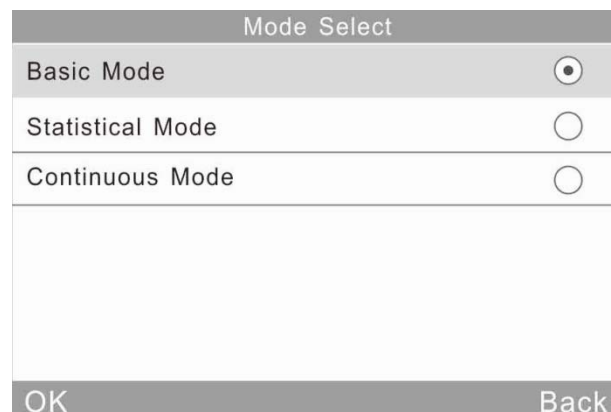 Mode Select
Basic Mode
Statistical Mode
Continuous Mode
OK Back